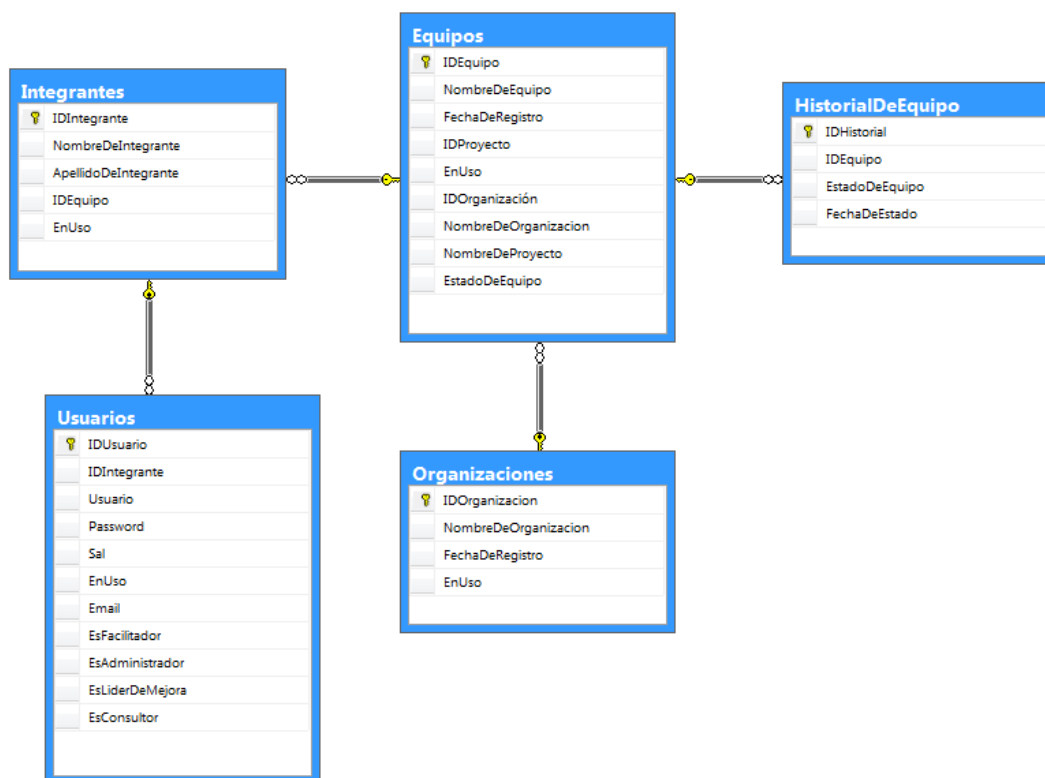 Integrantes
IDIntegrante
NombreDeIntegrante
ApellidoDeIntegrante
IDEquipo
EnUso
Equipos
IDEquipo
NombreDeEquipo
FechaDeRegistro
IDProyecto
EnUso
IDOrganización
NombreDeOrganizacion
NombreDeProyecto
EstadoDeEquipo
HistorialDeEquipo
IDHistorial
IDEquipo
EstadoDeEquipo
FechaDeEstado
Usuarios
IDUsuario
IDIntegrante
Usuario
Password
Sal
EnUso
Email
EsFacilitador
EsAdministrador
EsLiderDeMejora
EsConsultor
Organizaciones
IDOrganizacion
NombreDeOrganizacion
FechaDeRegistro
EnUso